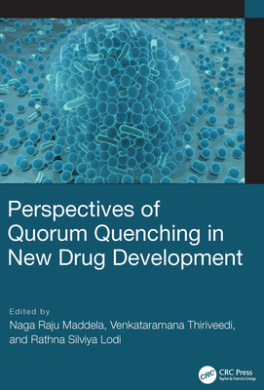 Perspectives of
Quorum Quenching in
New Drug Development
Edited by
Naga Raju Maddela, Venkataramana Thiriveedi,
and Rathna Silviya Lodi
CRC
CRC Press
Taylor & Francis Group